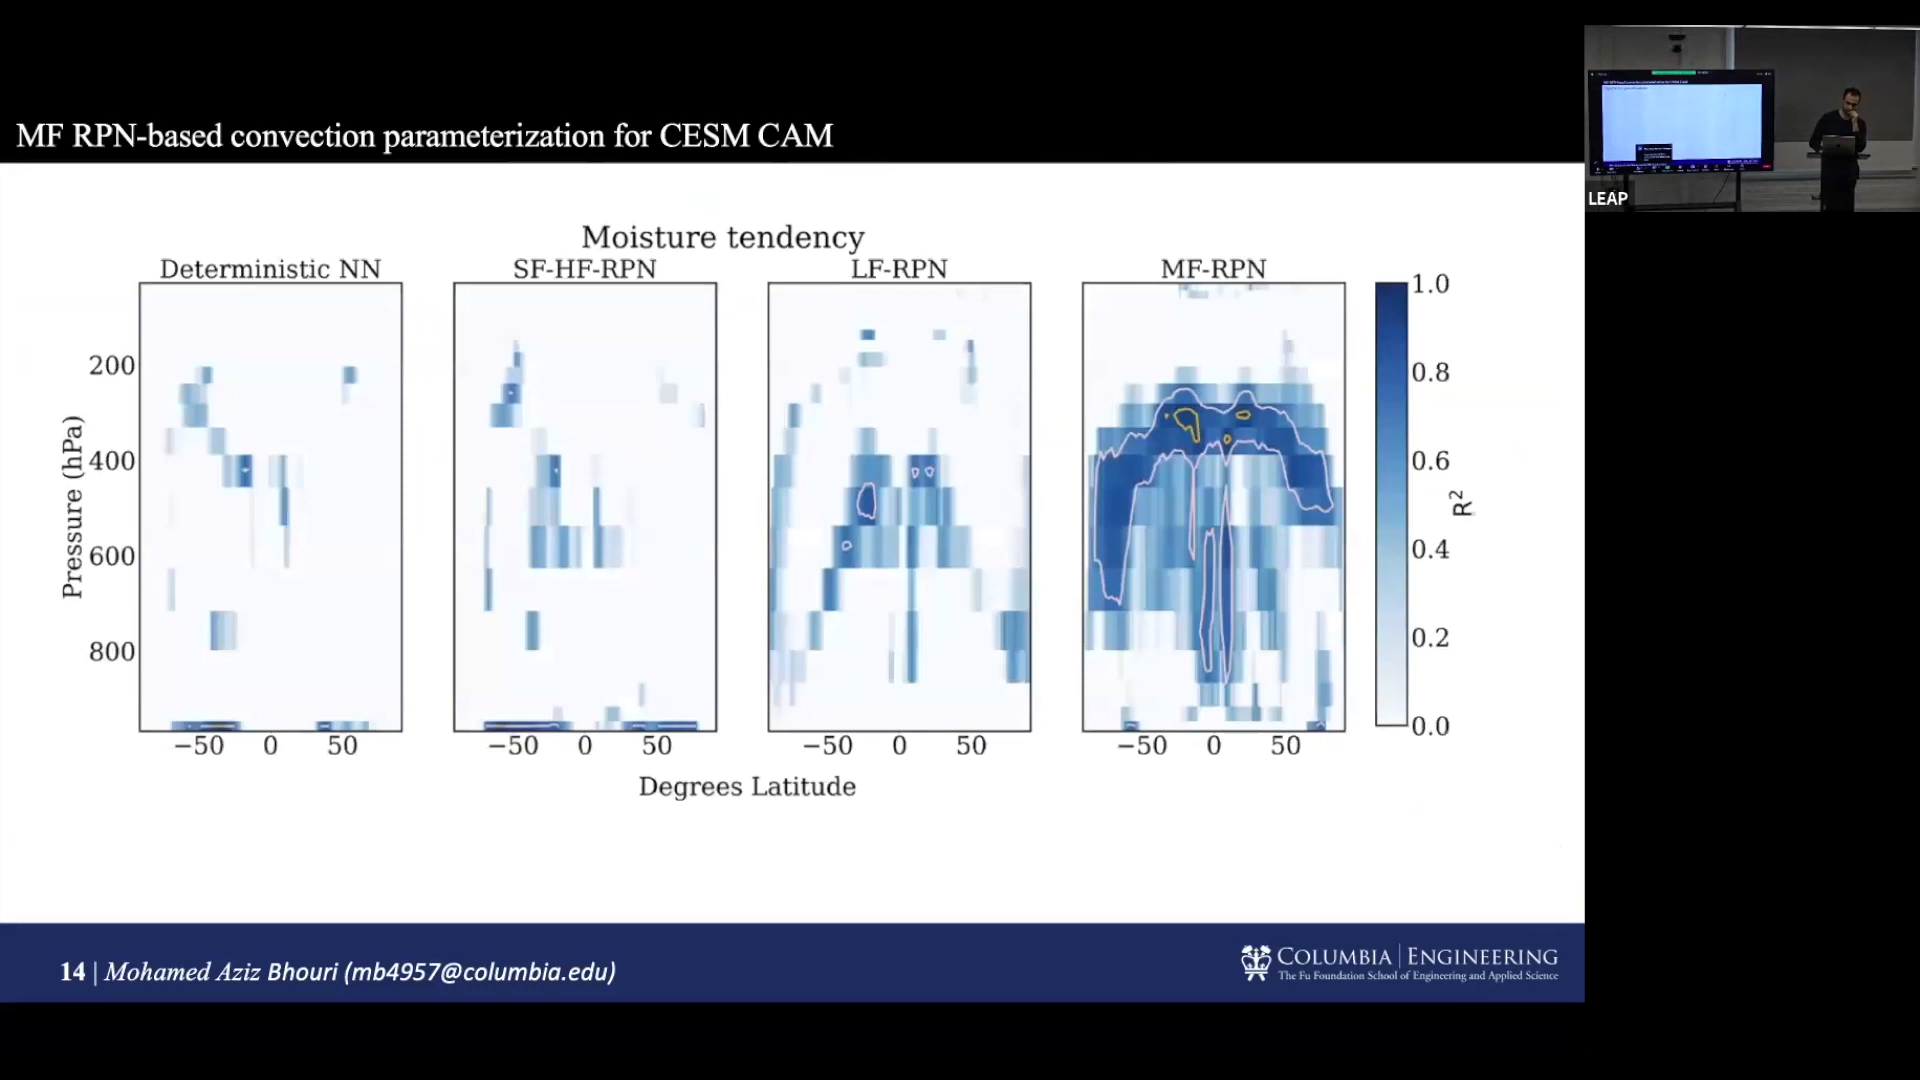 MF RPN-based convection parameterization for CESM CAM
LEAP
Moisture tendency
Deterministic NN
SF-HF-RPN
LF-RPN
MF-RPN
Pressure (hPa)
200
400
600
800
−50 0 50
−50 0 50
−50 0 50
−50 0 50
Degrees Latitude
1.0
0.8
0.6
0.4
0.2
0.0
R²
14 | Mohamed Aziz Bhouri (mb4957@columbia.edu)
COLUMBIA | ENGINEERING
The Fu Foundation School of Engineering and Applied Science